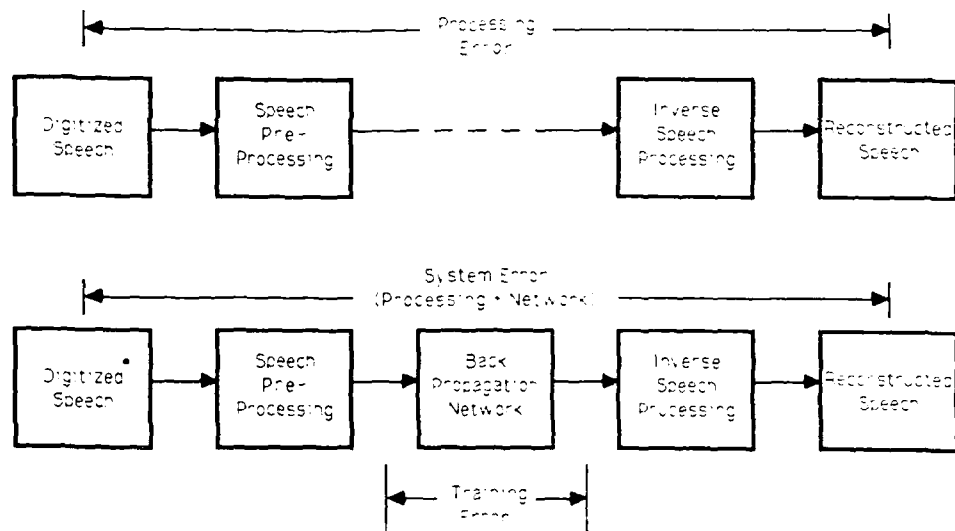 Processing
Error
Digitized
Speech
Speech
Pre-
Processing
Inverse
Speech
Processing
Reconstructed
Speech
System Error
(Processing + Network)
Digitized
Speech
Speech
Pre-
Processing
Back
Propagation
Network
Inverse
Speech
Processing
Reconstructed
Speech
Training
Error